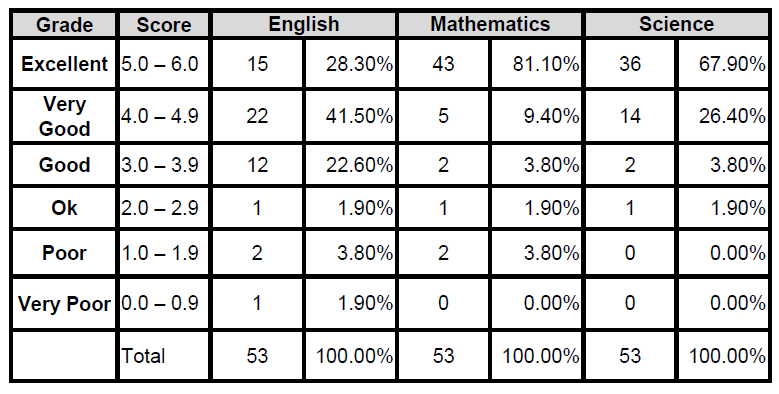 Grade Score English Mathematics Science
Excellent 5.0 – 6.0 15 28.30% 43 81.10% 36 67.90%
Very
Good 4.0 – 4.9 22 41.50% 5 9.40% 14 26.40%
Good 3.0 – 3.9 12 22.60% 2 3.80% 2 3.80%
Ok 2.0 – 2.9 1 1.90% 1 1.90% 1 1.90%
Poor 1.0 – 1.9 2 3.80% 2 3.80% 0 0.00%
Very Poor 0.0 – 0.9 1 1.90% 0 0.00% 0 0.00%
Total 53 100.00% 53 100.00% 53 100.00%